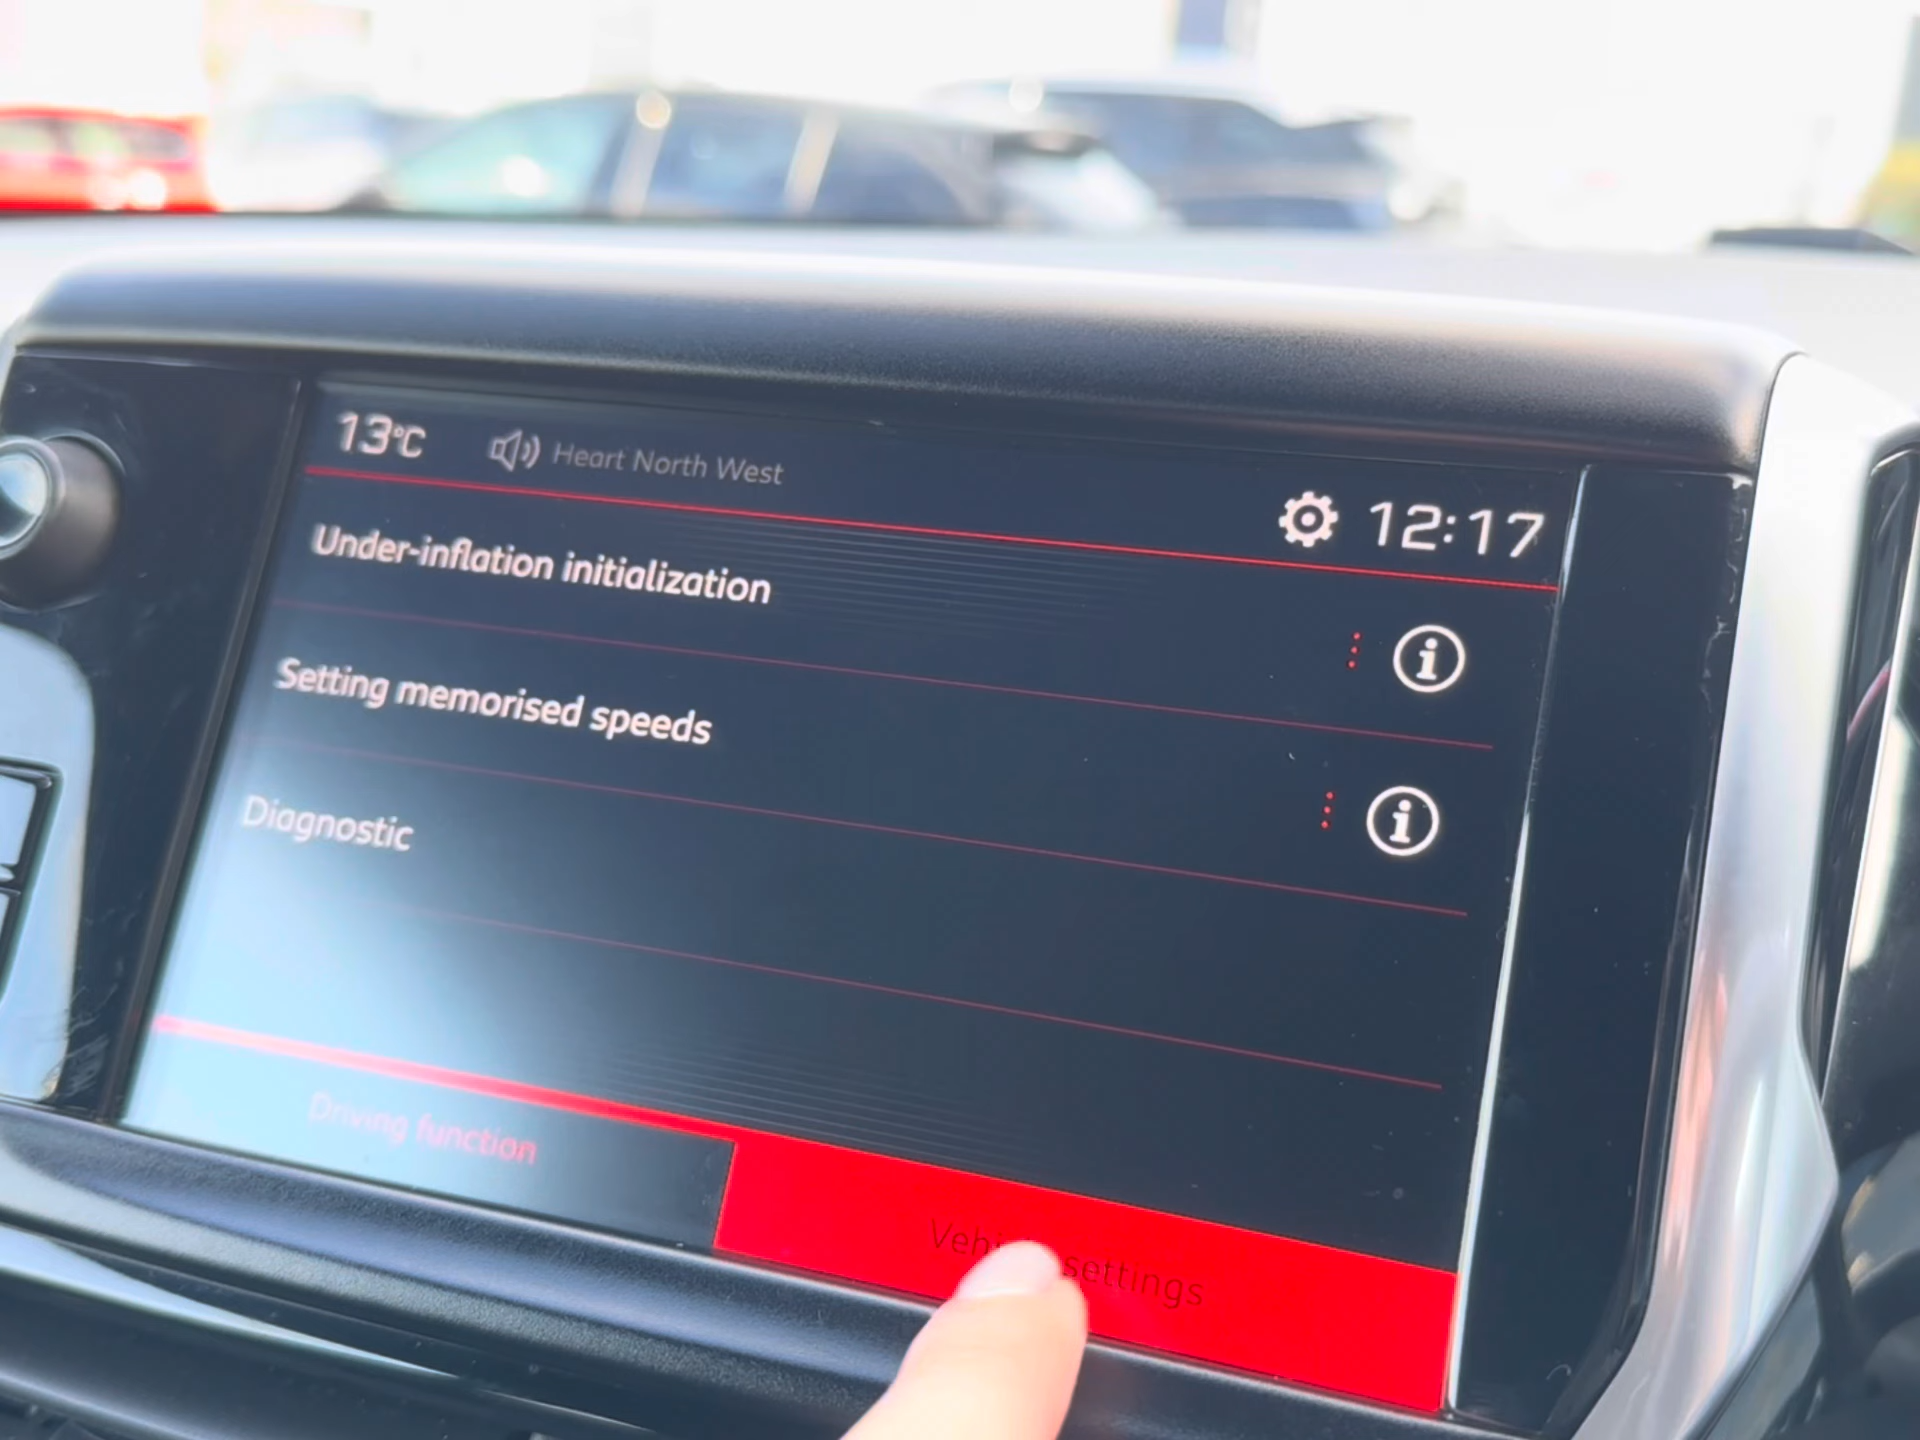 13°C Heart North West 12:17
Under-inflation initialization
Setting memorised speeds
Diagnostic
Driving function
Vehicle settings